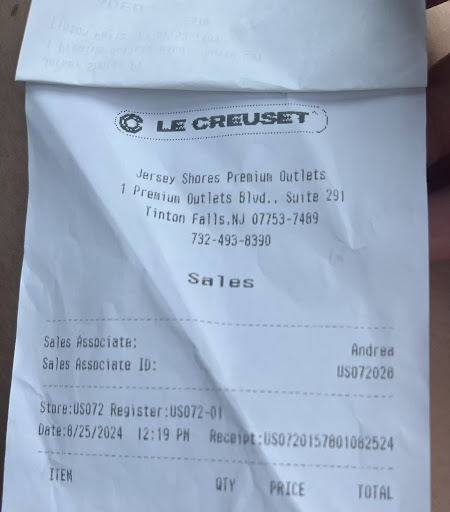 LE CREUSET
Jersey Shores Premium Outlets
1 Premium Outlets Blvd., Suite 291
Tinton Falls,NJ 07753-7489
732-493-8390
Sales
Sales Associate: Andrea
Sales Associate ID: US072028
Store:US072 Register:US072-01
Date:8/25/2024 12:19 PM Receipt:US0720157801082524
ITEM QTY PRICE TOTAL